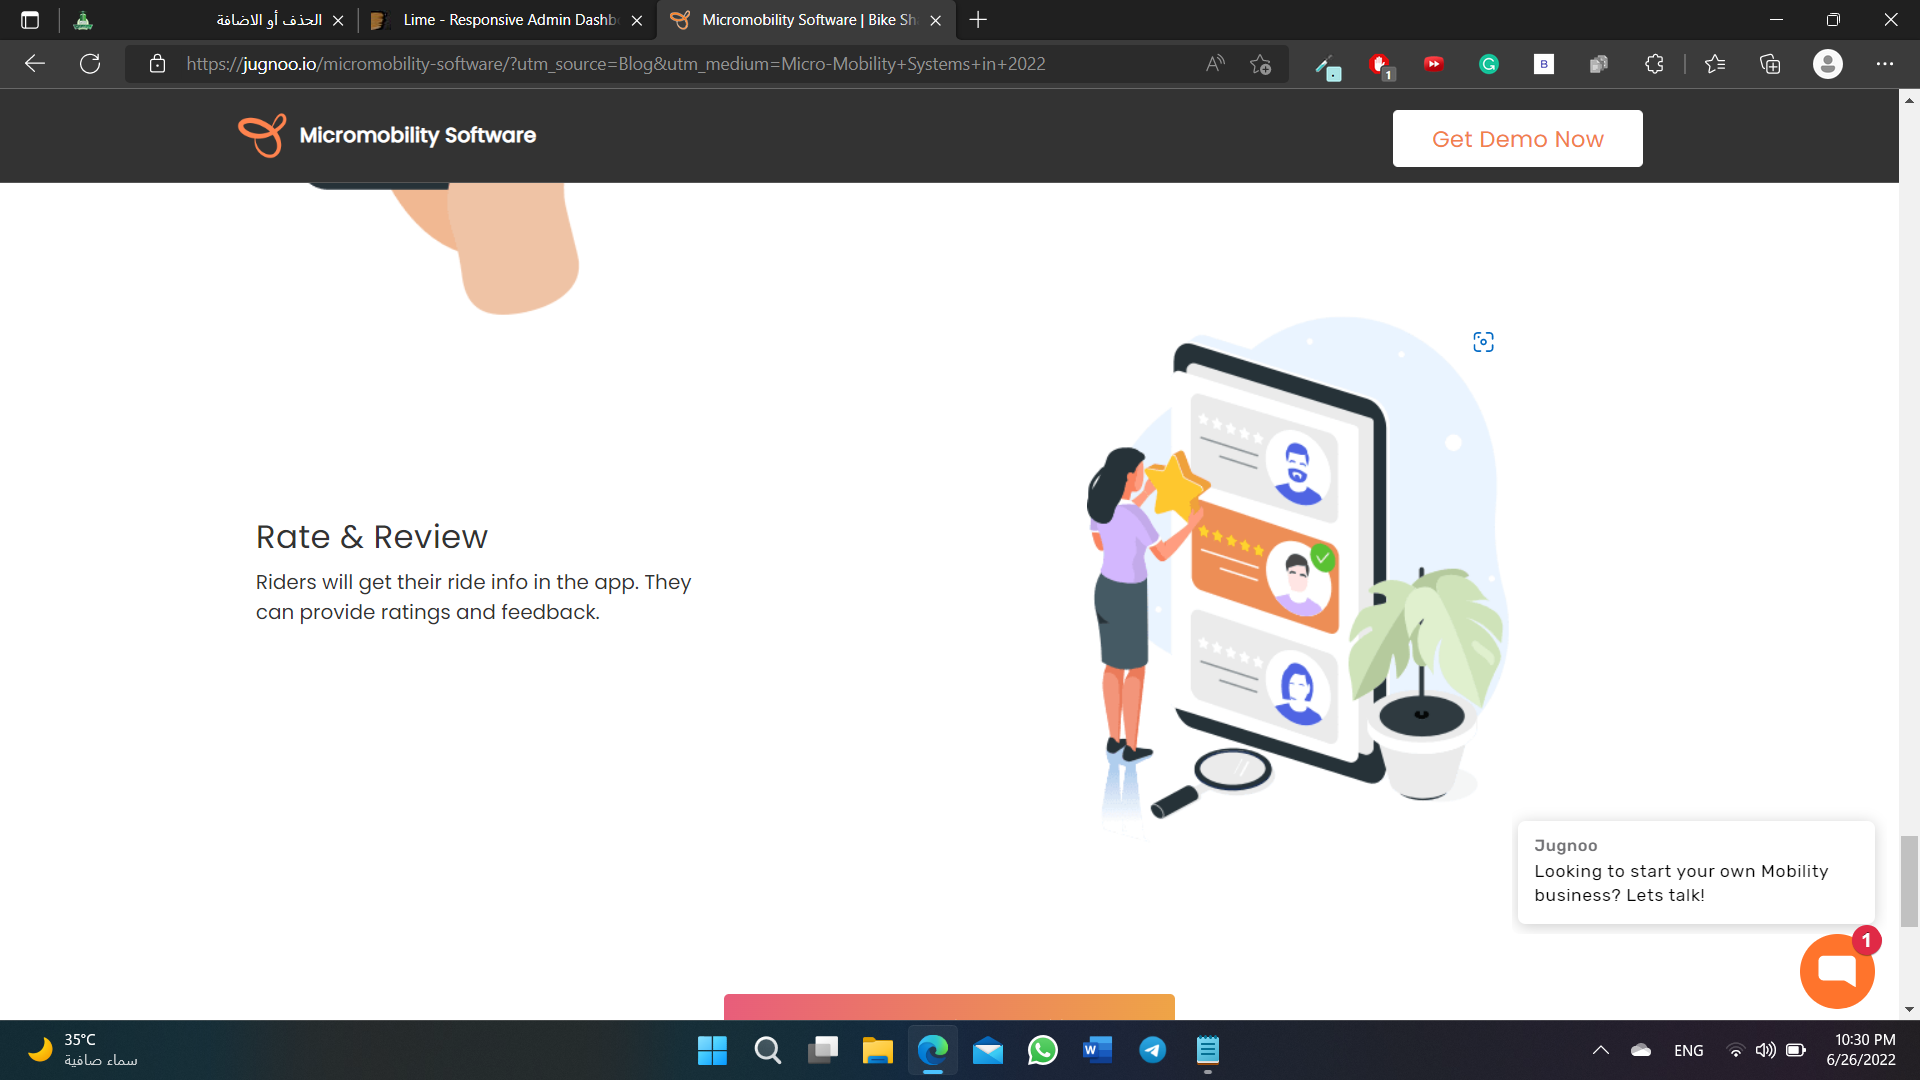 الحذف أو الاضافة
Lime - Responsive Admin Dashb
Micromobility Software | Bike Sh
https://jugnoo.io/micromobility-software/?utm_source=Blog&utm_medium=Micro-Mobility+Systems+in+2022
1
B
Micromobility Software
Get Demo Now
Rate & Review
Riders will get their ride info in the app. They
can provide ratings and feedback.
Jugnoo
Looking to start your own Mobility
business? Lets talk!
1
35°C
سماء صافية
ENG
10:30 PM
6/26/2022